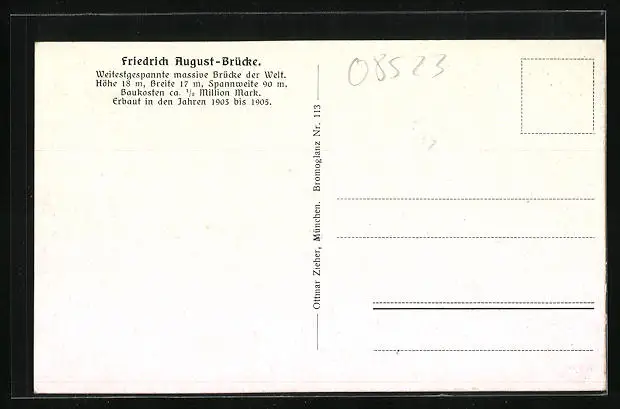 Friedrich August-Brücke.
Weitestgespannte massive Brücke der Welt.
Höhe 18 m, Breite 17 m, Spannweite 90 m.
Baukosten ca. ½ Million Mark.
Erbaut in den Jahren 1903 bis 1905.
Ottmar Zieher, München. Bromoglanz Nr. 113
08523